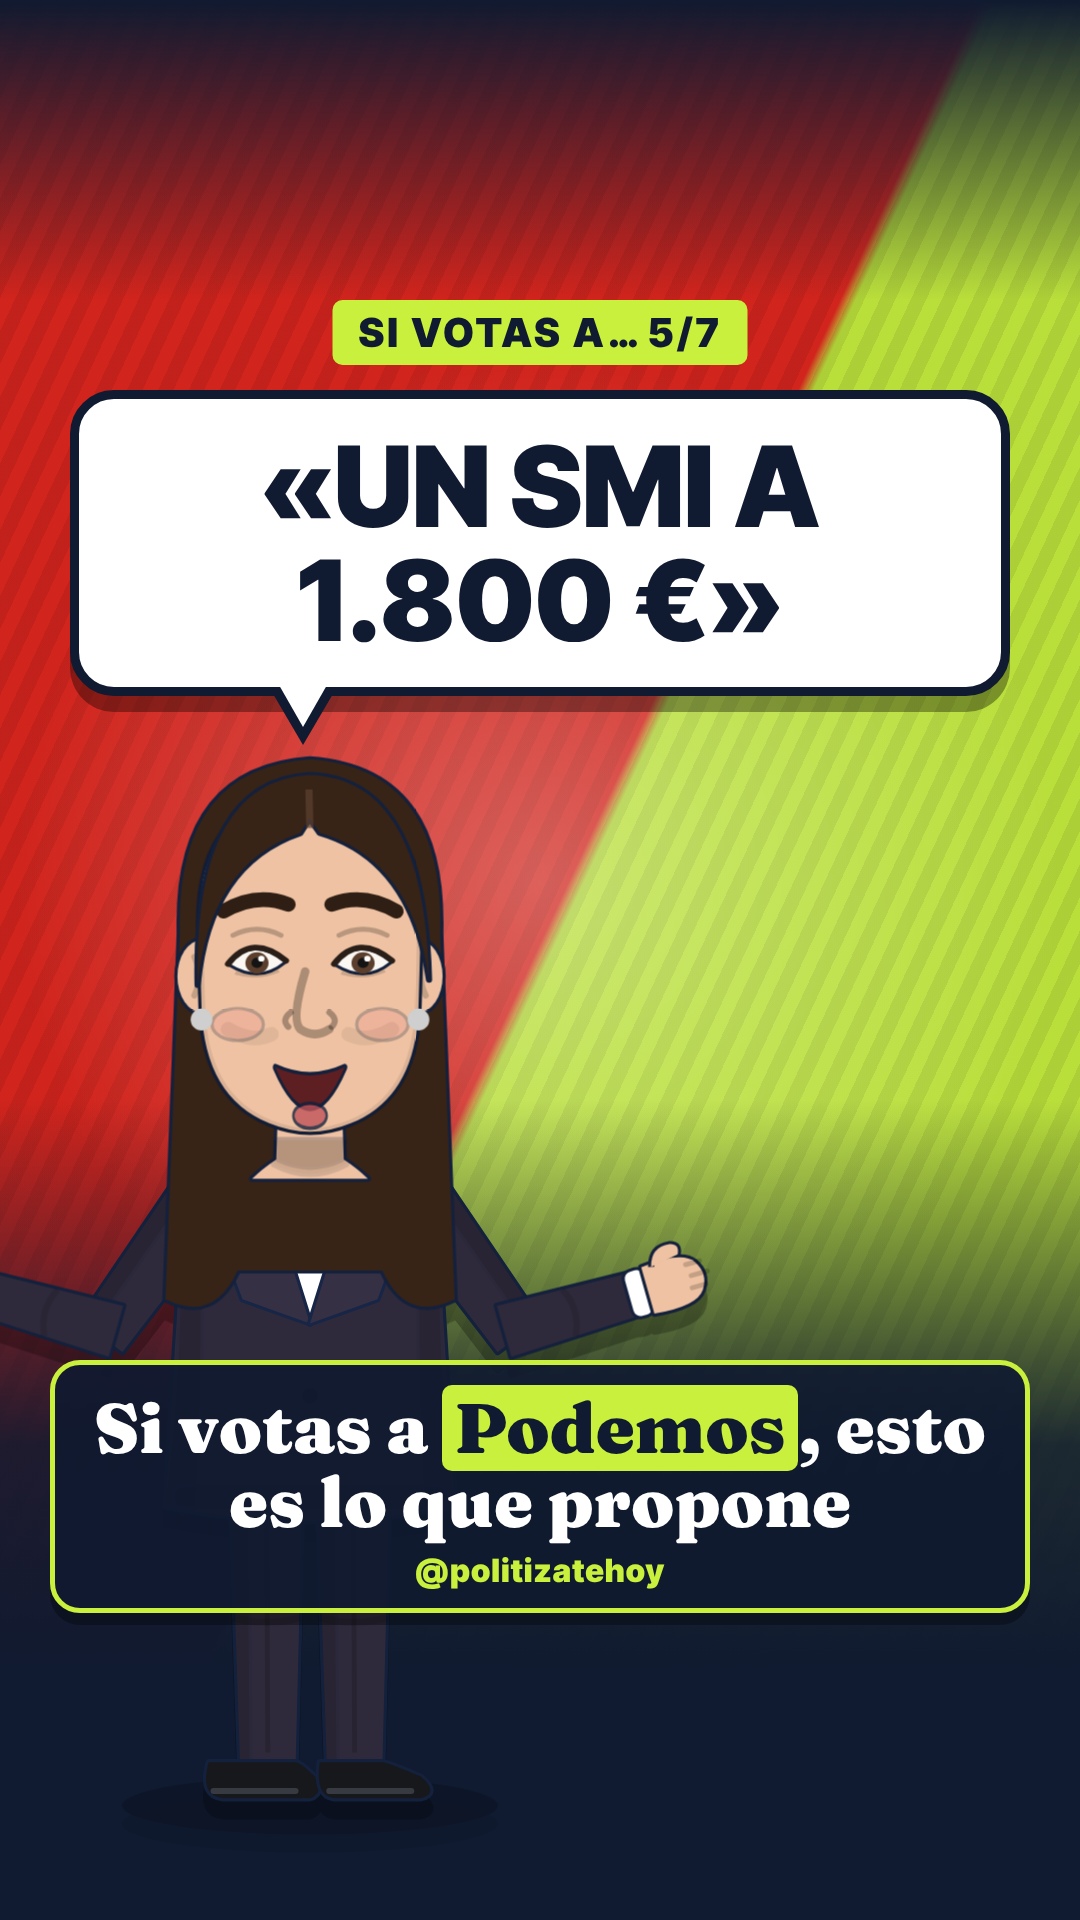 SI VOTAS A... 5/7
«UN SMI A
1.800 €»
Si votas a Podemos, esto
es lo que propone
@politizatehoy